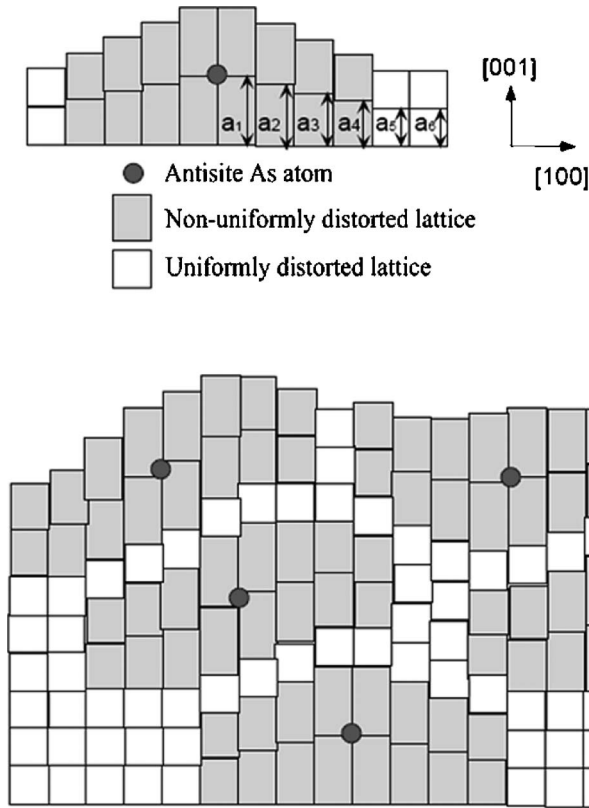 [001]
a₁ a₂ a₃ a₄ a₅ a₆
[100]
Antisite As atom
Non-uniformly distorted lattice
Uniformly distorted lattice